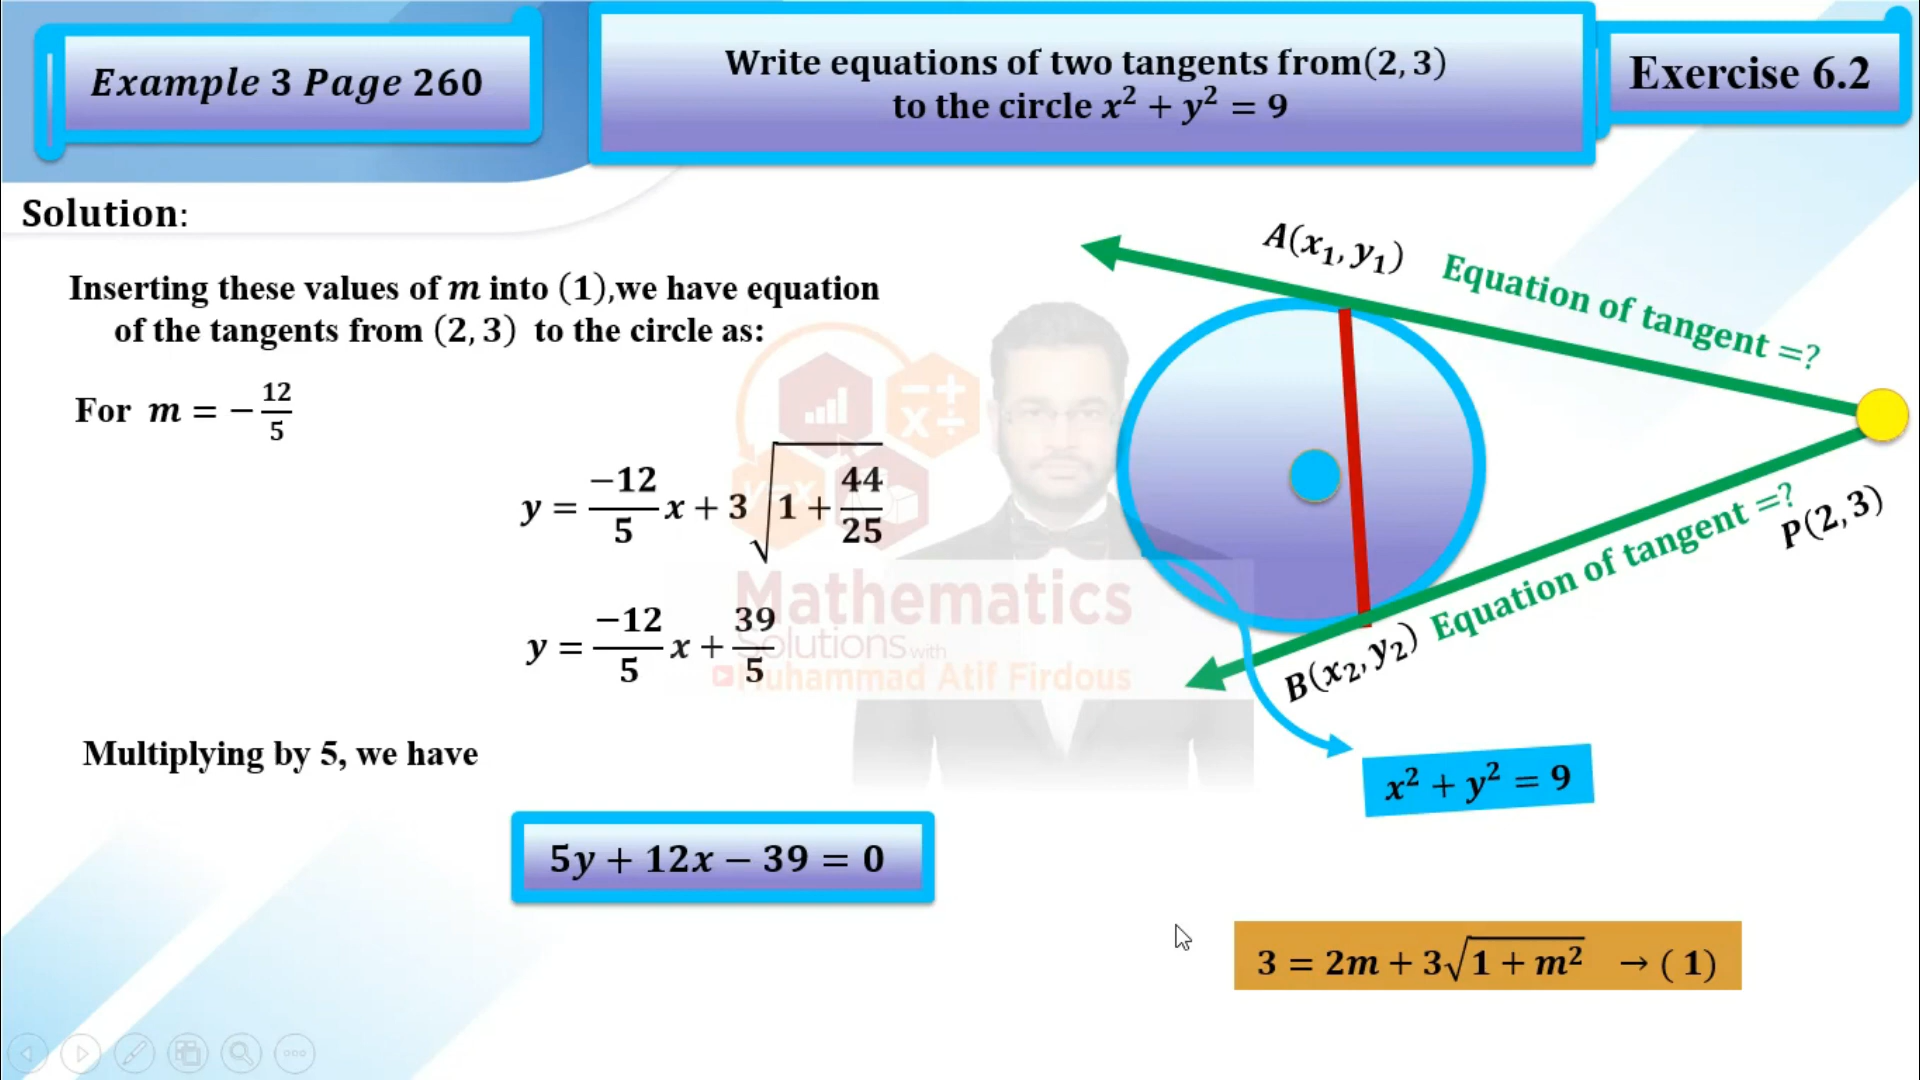 Example 3 Page 260
Write equations of two tangents from(2, 3)
to the circle x² + y² = 9
Exercise 6.2
Solution:
Inserting these values of m into (1),we have equation
of the tangents from (2, 3) to the circle as:
For m = −12/5
y = −12/5 x + 3√(1 + 44/25)
y = −12/5 x + 39/5
Multiplying by 5, we have
5y + 12x − 39 = 0
A(x₁, y₁)
Equation of tangent =?
P(2, 3)
Equation of tangent =?
B(x₂, y₂)
x² + y² = 9
3 = 2m + 3√(1 + m²) → ( 1)
Mathematics
Solutions with
Muhammad Atif Firdous